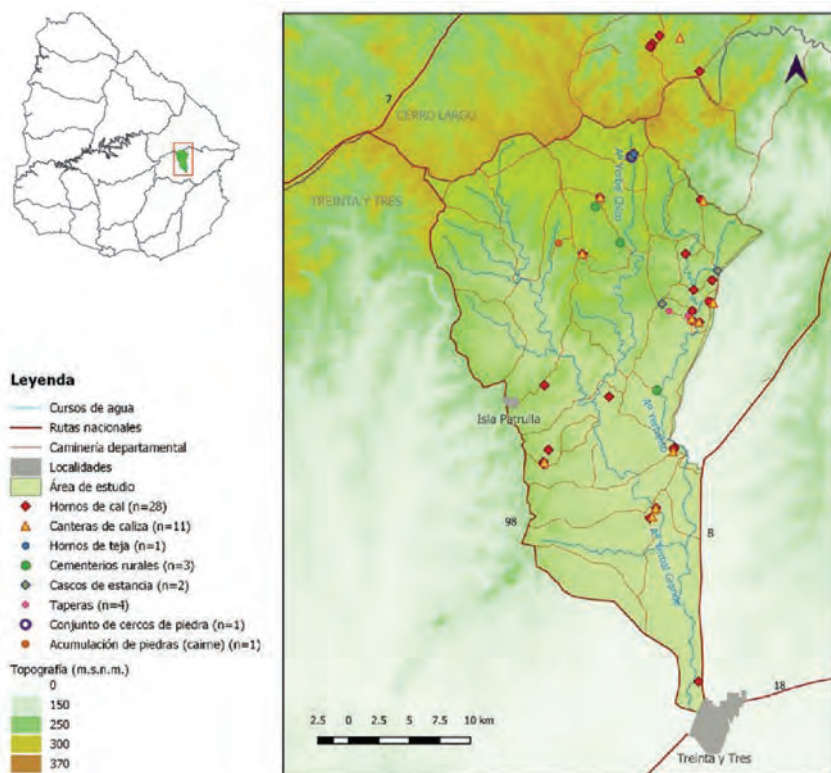 7
CERRO LARGO
TREINTA Y TRES
Aº Yerbal Chico
Leyenda
Cursos de agua
Rutas nacionales
Caminería departamental
Localidades
Área de estudio
Hornos de cal (n=28)
Canteras de caliza (n=11)
Hornos de teja (n=1)
Cementerios rurales (n=3)
Cascos de estancia (n=2)
Taperas (n=4)
Conjunto de cercos de piedra (n=1)
Acumulación de piedras (cairne) (n=1)
Topografía (m.s.n.m.)
0
150
250
300
370
Isla Patrulla
Aº Yerbalito
98
8
Aº Yerbal Grande
18
2.5 0 2.5 5 7.5 10 km
Treinta y Tres